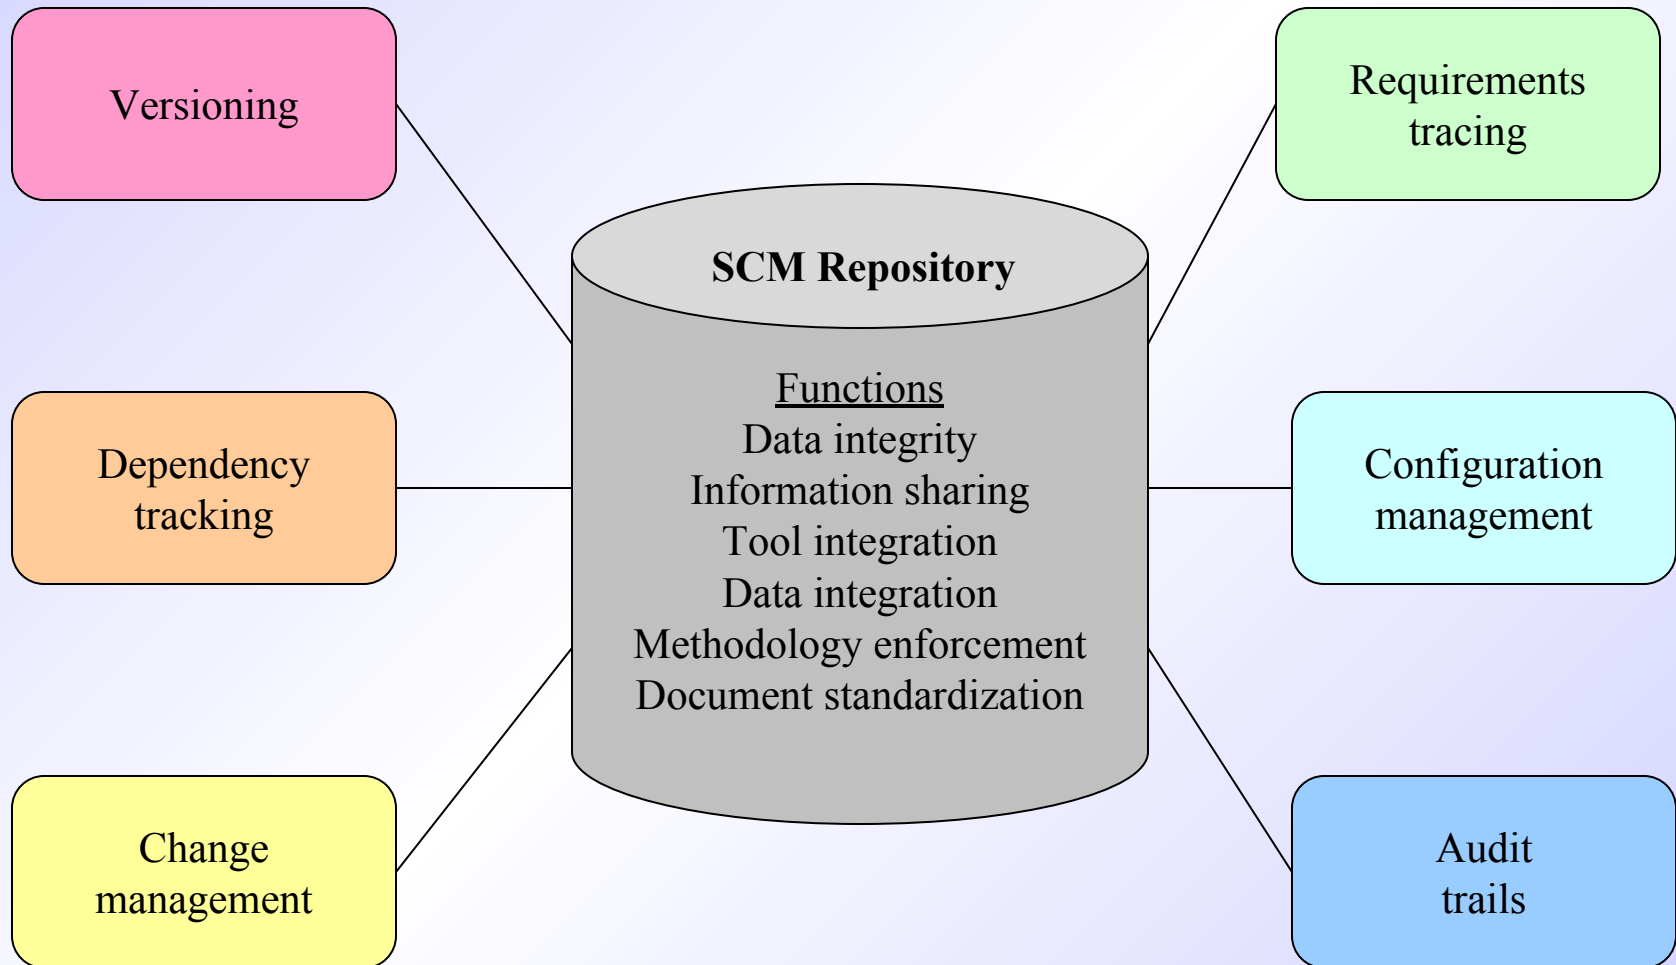 Versioning
Requirements
tracing
SCM Repository
Functions
Data integrity
Information sharing
Tool integration
Data integration
Methodology enforcement
Document standardization
Dependency
tracking
Configuration
management
Change
management
Audit
trails